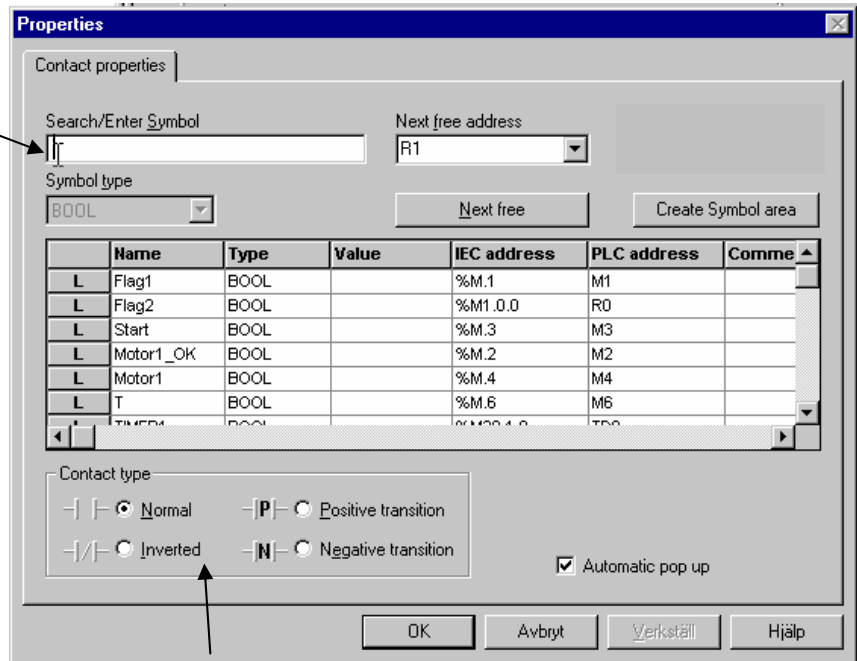 Properties
Contact properties
Search/Enter Symbol Next free address
R1
Symbol type
BOOL Next free Create Symbol area
Name Type Value IEC address PLC address Comme
L Flag1 BOOL %M.1 M1
L Flag2 BOOL %M1.0.0 R0
L Start BOOL %M.3 M3
L Motor1_OK BOOL %M.2 M2
L Motor1 BOOL %M.4 M4
L T BOOL %M.6 M6
Contact type
Normal P Positive transition
Inverted N Negative transition
Automatic pop up
OK Avbryt Verkställ Hjälp